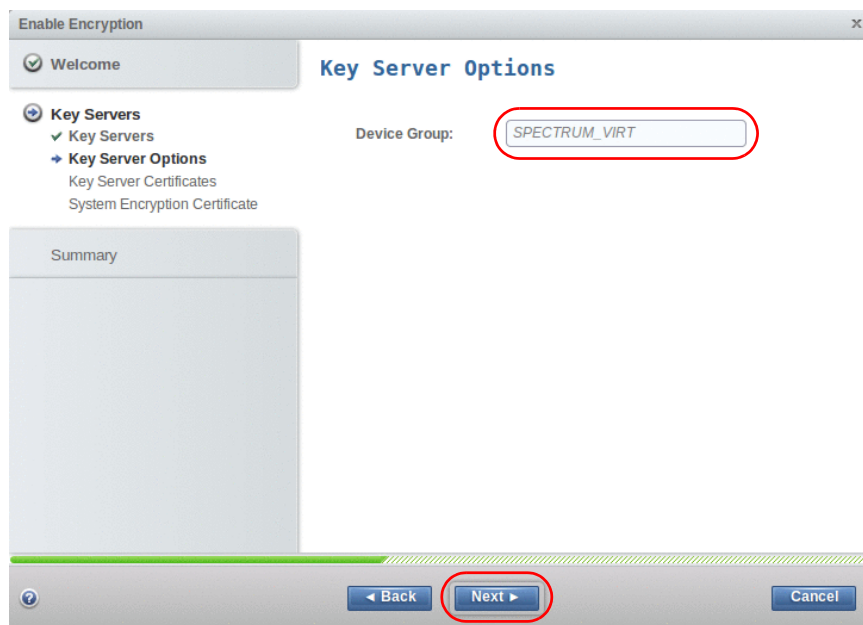 Enable Encryption x
Welcome
Key Servers
Key Servers
Key Server Options
Key Server Certificates
System Encryption Certificate
Summary
Key Server Options
Device Group: SPECTRUM_VIRT
?
◄ Back Next ► Cancel